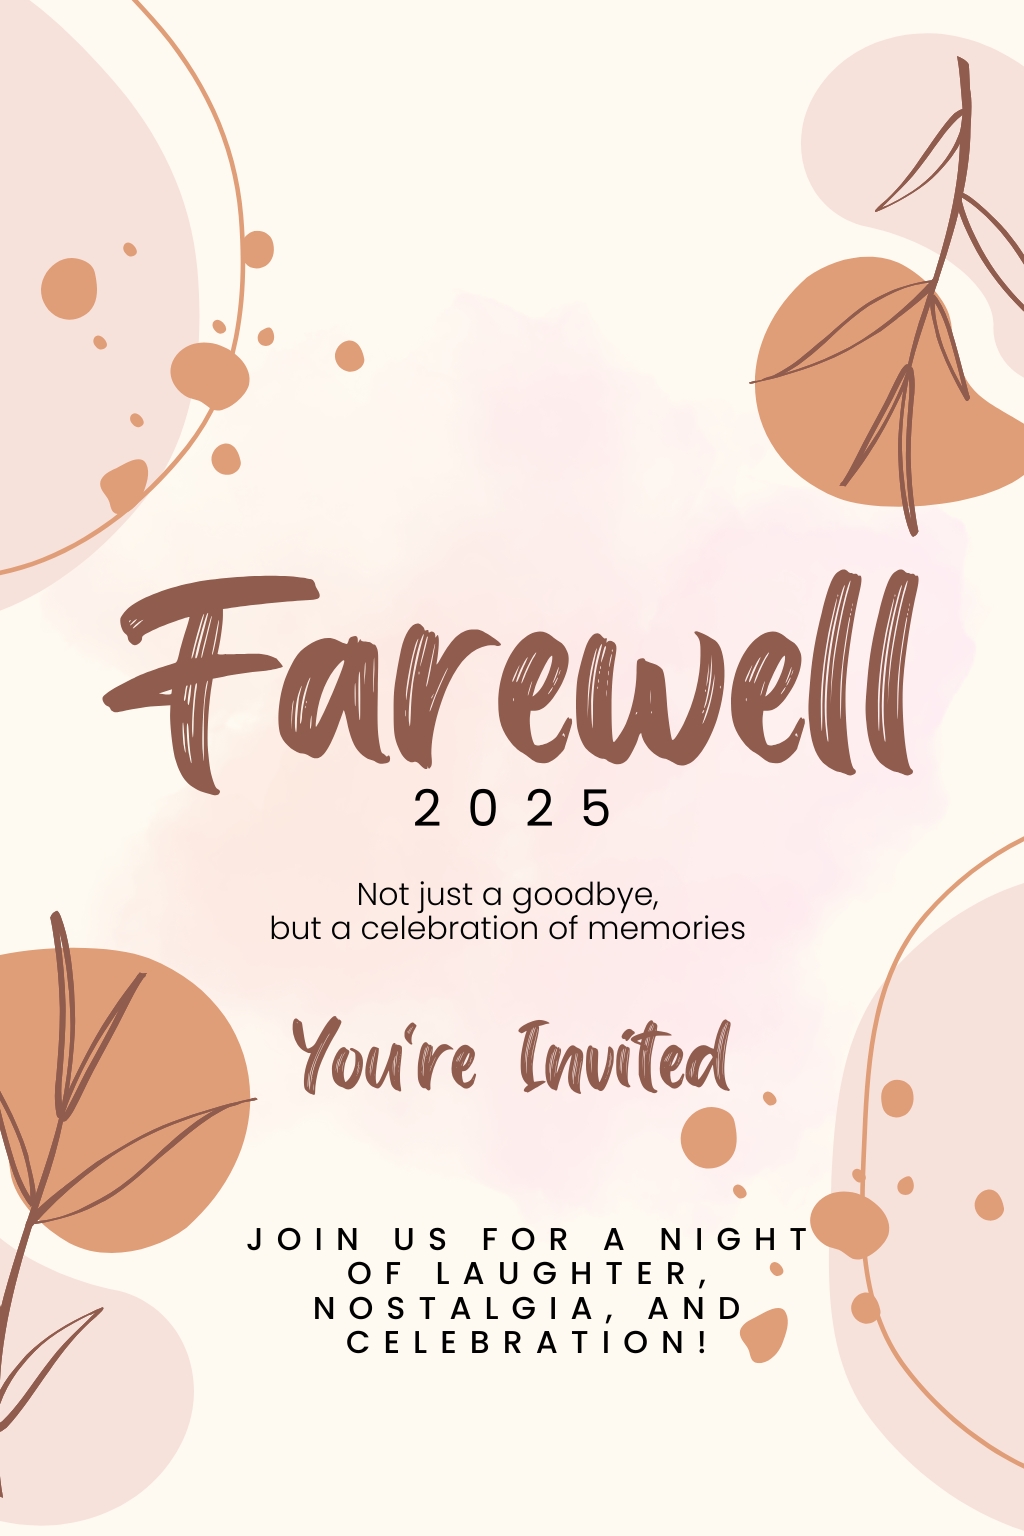 Farewell
2025
Not just a goodbye,
but a celebration of memories
You're Invited
JOIN US FOR A NIGHT
OF LAUGHTER,
NOSTALGIA, AND
CELEBRATION!